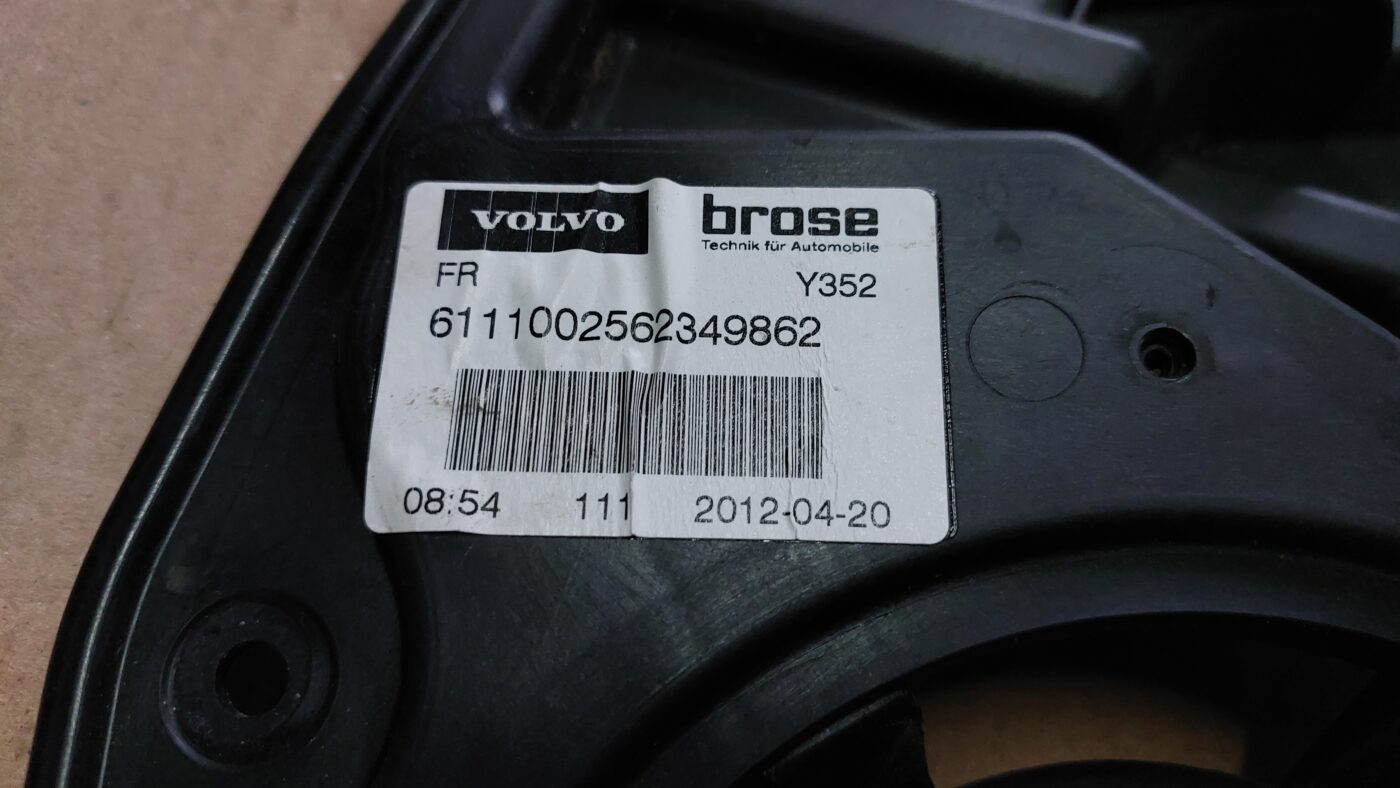 VOLVO brose
Technik für Automobile
FR Y352
6111002562349862
08:54 111 2012-04-20